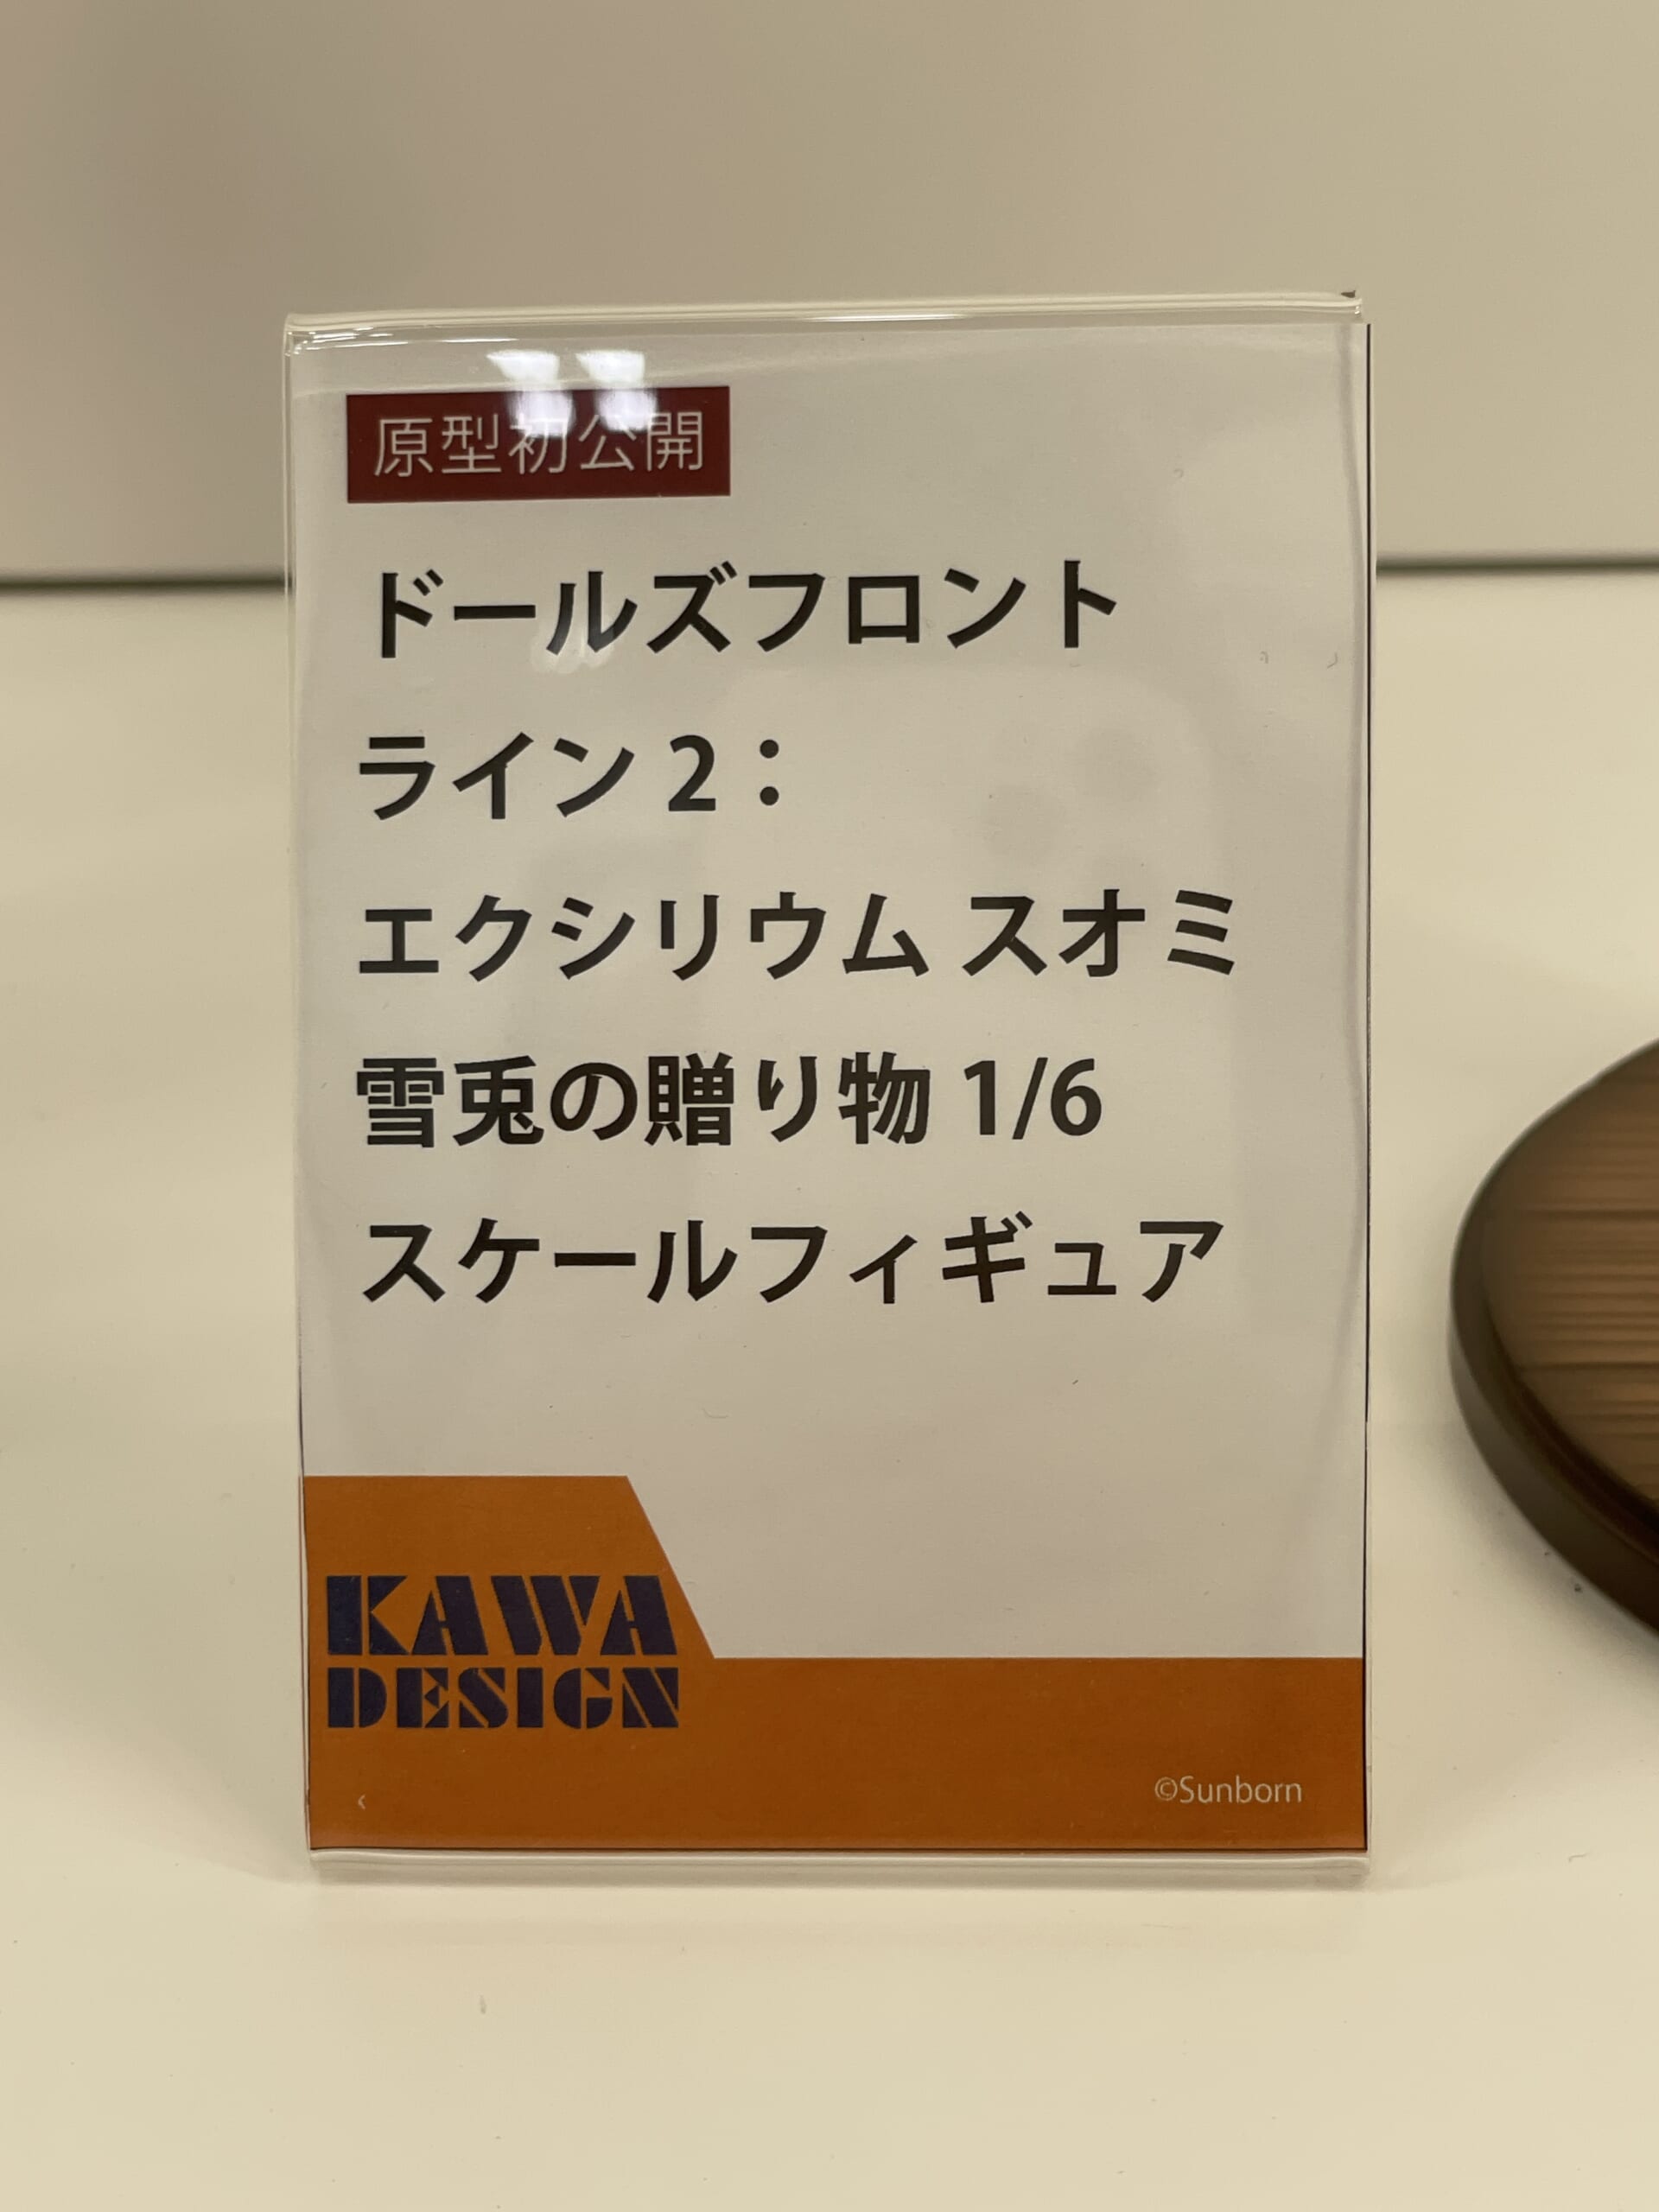 原型初公開
ドールズフロント
ライン 2：
エクシリウム スオミ
雪兎の贈り物 1/6
スケールフィギュア
KAWA
DESIGN
©Sunborn